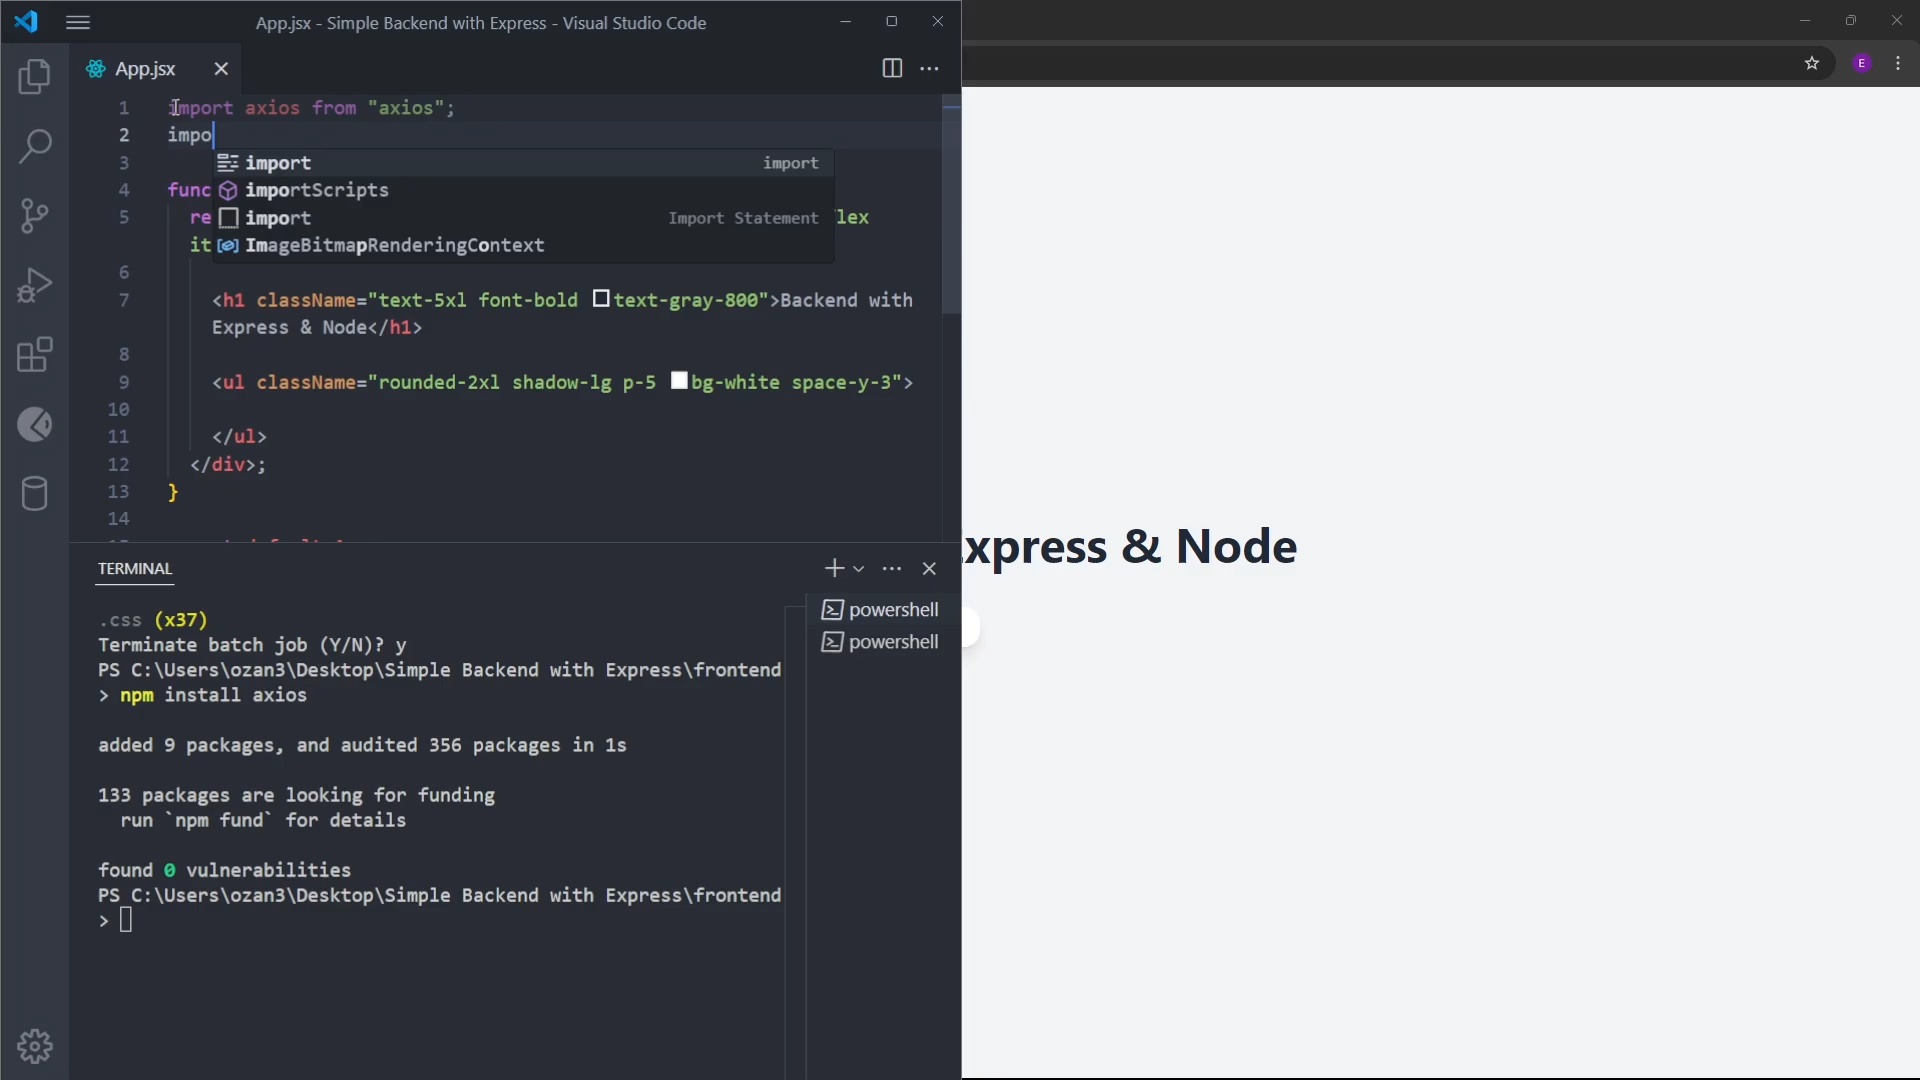 App.jsx - Simple Backend with Express - Visual Studio Code
App.jsx
1 import axios from "axios";
2 impo
import import
3
4 func
importScripts
5 re
import Import Statement
lex
it
ImageBitmapRenderingContext
6
7 <h1 className="text-5xl font-bold text-gray-800">Backend with
Express & Node</h1>
8
9 <ul className="rounded-2xl shadow-lg p-5 bg-white space-y-3">
10
11 </ul>
12 </div>;
13 }
14
TERMINAL
.css (x37)
Terminate batch job (Y/N)? y
PS C:\Users\ozan3\Desktop\Simple Backend with Express\frontend
> npm install axios
added 9 packages, and audited 356 packages in 1s
133 packages are looking for funding
run `npm fund` for details
found 0 vulnerabilities
PS C:\Users\ozan3\Desktop\Simple Backend with Express\frontend
>
powershell
powershell
E
xpress & Node